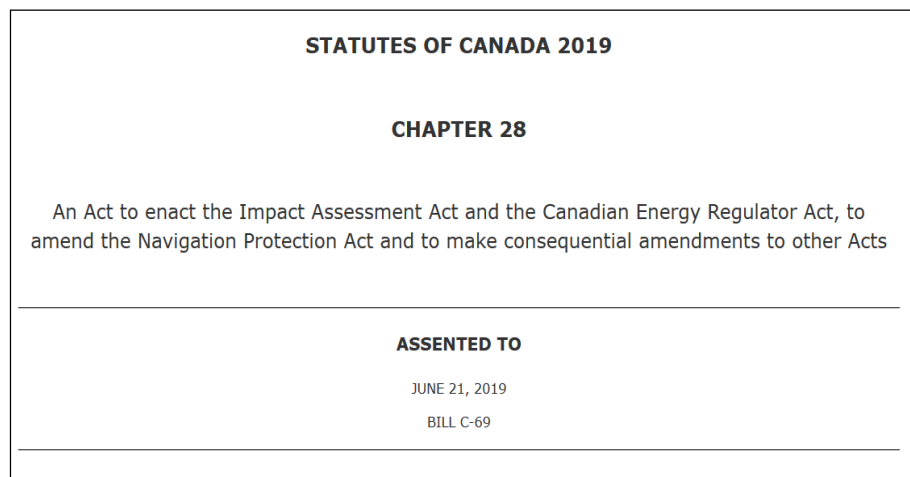 STATUTES OF CANADA 2019
CHAPTER 28
An Act to enact the Impact Assessment Act and the Canadian Energy Regulator Act, to
amend the Navigation Protection Act and to make consequential amendments to other Acts
ASSENTED TO
JUNE 21, 2019
BILL C-69